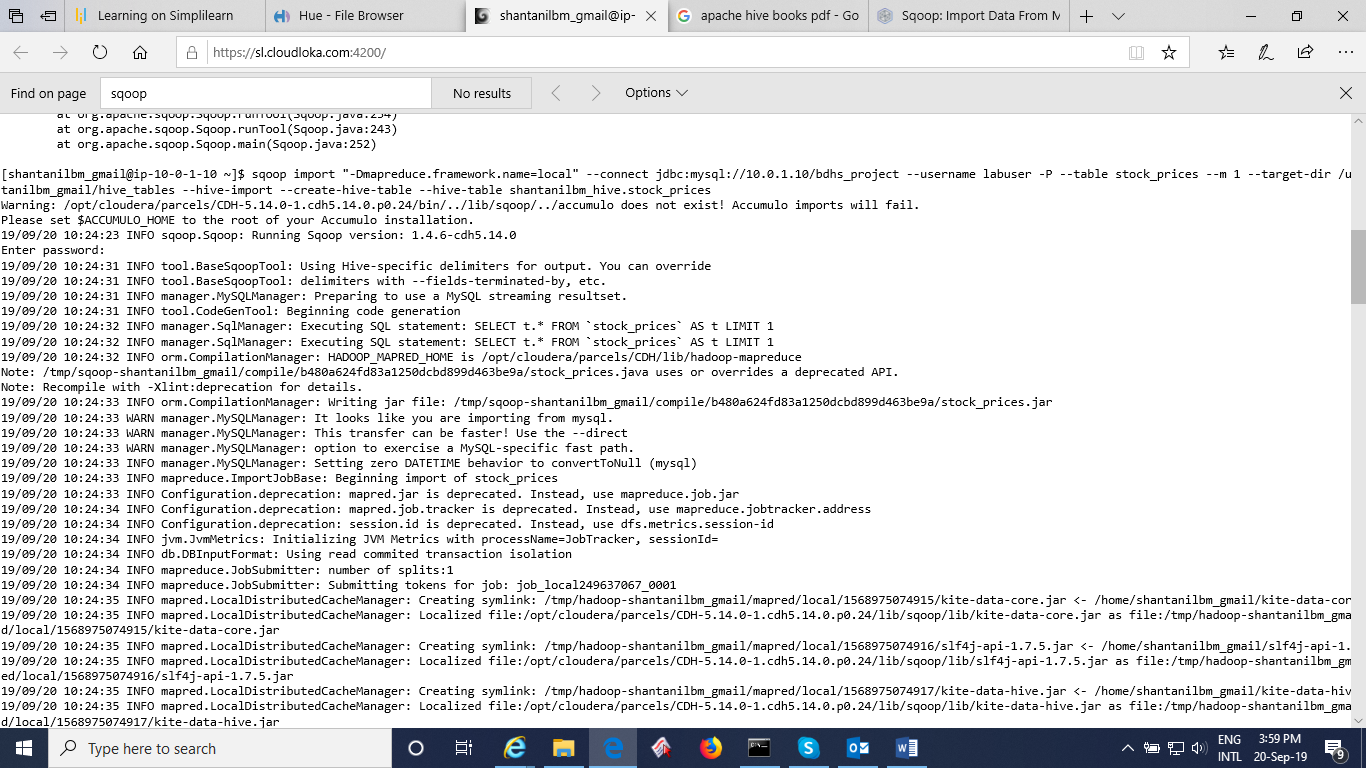 Learning on Simplilearn
Hue - File Browser
shantanilbm_gmail@ip-
apache hive books pdf - Go
Sqoop: Import Data From M
https://sl.cloudloka.com:4200/
Find on page
sqoop
No results
Options
at org.apache.sqoop.Sqoop.runTool(Sqoop.java:234)
at org.apache.sqoop.Sqoop.runTool(Sqoop.java:243)
at org.apache.sqoop.Sqoop.main(Sqoop.java:252)
[shantanilbm_gmail@ip-10-0-1-10 ~]$ sqoop import "-Dmapreduce.framework.name=local" --connect jdbc:mysql://10.0.1.10/bdhs_project --username labuser -P --table stock_prices --m 1 --target-dir /u
tanilbm_gmail/hive_tables --hive-import --create-hive-table --hive-table shantanilbm_hive.stock_prices
Warning: /opt/cloudera/parcels/CDH-5.14.0-1.cdh5.14.0.p0.24/bin/../lib/sqoop/../accumulo does not exist! Accumulo imports will fail.
Please set $ACCUMULO_HOME to the root of your Accumulo installation.
19/09/20 10:24:23 INFO sqoop.Sqoop: Running Sqoop version: 1.4.6-cdh5.14.0
Enter password:
19/09/20 10:24:31 INFO tool.BaseSqoopTool: Using Hive-specific delimiters for output. You can override
19/09/20 10:24:31 INFO tool.BaseSqoopTool: delimiters with --fields-terminated-by, etc.
19/09/20 10:24:31 INFO manager.MySQLManager: Preparing to use a MySQL streaming resultset.
19/09/20 10:24:31 INFO tool.CodeGenTool: Beginning code generation
19/09/20 10:24:32 INFO manager.SqlManager: Executing SQL statement: SELECT t.* FROM `stock_prices` AS t LIMIT 1
19/09/20 10:24:32 INFO manager.SqlManager: Executing SQL statement: SELECT t.* FROM `stock_prices` AS t LIMIT 1
19/09/20 10:24:32 INFO orm.CompilationManager: HADOOP_MAPRED_HOME is /opt/cloudera/parcels/CDH/lib/hadoop-mapreduce
Note: /tmp/sqoop-shantanilbm_gmail/compile/b480a624fd83a1250dcbd899d463be9a/stock_prices.java uses or overrides a deprecated API.
Note: Recompile with -Xlint:deprecation for details.
19/09/20 10:24:33 INFO orm.CompilationManager: Writing jar file: /tmp/sqoop-shantanilbm_gmail/compile/b480a624fd83a1250dcbd899d463be9a/stock_prices.jar
19/09/20 10:24:33 WARN manager.MySQLManager: It looks like you are importing from mysql.
19/09/20 10:24:33 WARN manager.MySQLManager: This transfer can be faster! Use the --direct
19/09/20 10:24:33 WARN manager.MySQLManager: option to exercise a MySQL-specific fast path.
19/09/20 10:24:33 INFO manager.MySQLManager: Setting zero DATETIME behavior to convertToNull (mysql)
19/09/20 10:24:33 INFO mapreduce.ImportJobBase: Beginning import of stock_prices
19/09/20 10:24:33 INFO Configuration.deprecation: mapred.jar is deprecated. Instead, use mapreduce.job.jar
19/09/20 10:24:34 INFO Configuration.deprecation: mapred.job.tracker is deprecated. Instead, use mapreduce.jobtracker.address
19/09/20 10:24:34 INFO Configuration.deprecation: session.id is deprecated. Instead, use dfs.metrics.session-id
19/09/20 10:24:34 INFO jvm.JvmMetrics: Initializing JVM Metrics with processName=JobTracker, sessionId=
19/09/20 10:24:34 INFO db.DBInputFormat: Using read commited transaction isolation
19/09/20 10:24:34 INFO mapreduce.JobSubmitter: number of splits:1
19/09/20 10:24:34 INFO mapreduce.JobSubmitter: Submitting tokens for job: job_local249637067_0001
19/09/20 10:24:35 INFO mapred.LocalDistributedCacheManager: Creating symlink: /tmp/hadoop-shantanilbm_gmail/mapred/local/1568975074915/kite-data-core.jar <- /home/shantanilbm_gmail/kite-data-cor
19/09/20 10:24:35 INFO mapred.LocalDistributedCacheManager: Localized file:/opt/cloudera/parcels/CDH-5.14.0-1.cdh5.14.0.p0.24/lib/sqoop/lib/kite-data-core.jar as file:/tmp/hadoop-shantanilbm_gma
d/local/1568975074915/kite-data-core.jar
19/09/20 10:24:35 INFO mapred.LocalDistributedCacheManager: Creating symlink: /tmp/hadoop-shantanilbm_gmail/mapred/local/1568975074916/slf4j-api-1.7.5.jar <- /home/shantanilbm_gmail/slf4j-api-1.
19/09/20 10:24:35 INFO mapred.LocalDistributedCacheManager: Localized file:/opt/cloudera/parcels/CDH-5.14.0-1.cdh5.14.0.p0.24/lib/sqoop/lib/slf4j-api-1.7.5.jar as file:/tmp/hadoop-shantanilbm_gm
ed/local/1568975074916/slf4j-api-1.7.5.jar
19/09/20 10:24:35 INFO mapred.LocalDistributedCacheManager: Creating symlink: /tmp/hadoop-shantanilbm_gmail/mapred/local/1568975074917/kite-data-hive.jar <- /home/shantanilbm_gmail/kite-data-hiv
19/09/20 10:24:35 INFO mapred.LocalDistributedCacheManager: Localized file:/opt/cloudera/parcels/CDH-5.14.0-1.cdh5.14.0.p0.24/lib/sqoop/lib/kite-data-hive.jar as file:/tmp/hadoop-shantanilbm_gma
d/local/1568975074917/kite-data-hive.jar
Type here to search
ENG
INTL
3:59 PM
20-Sep-19
9